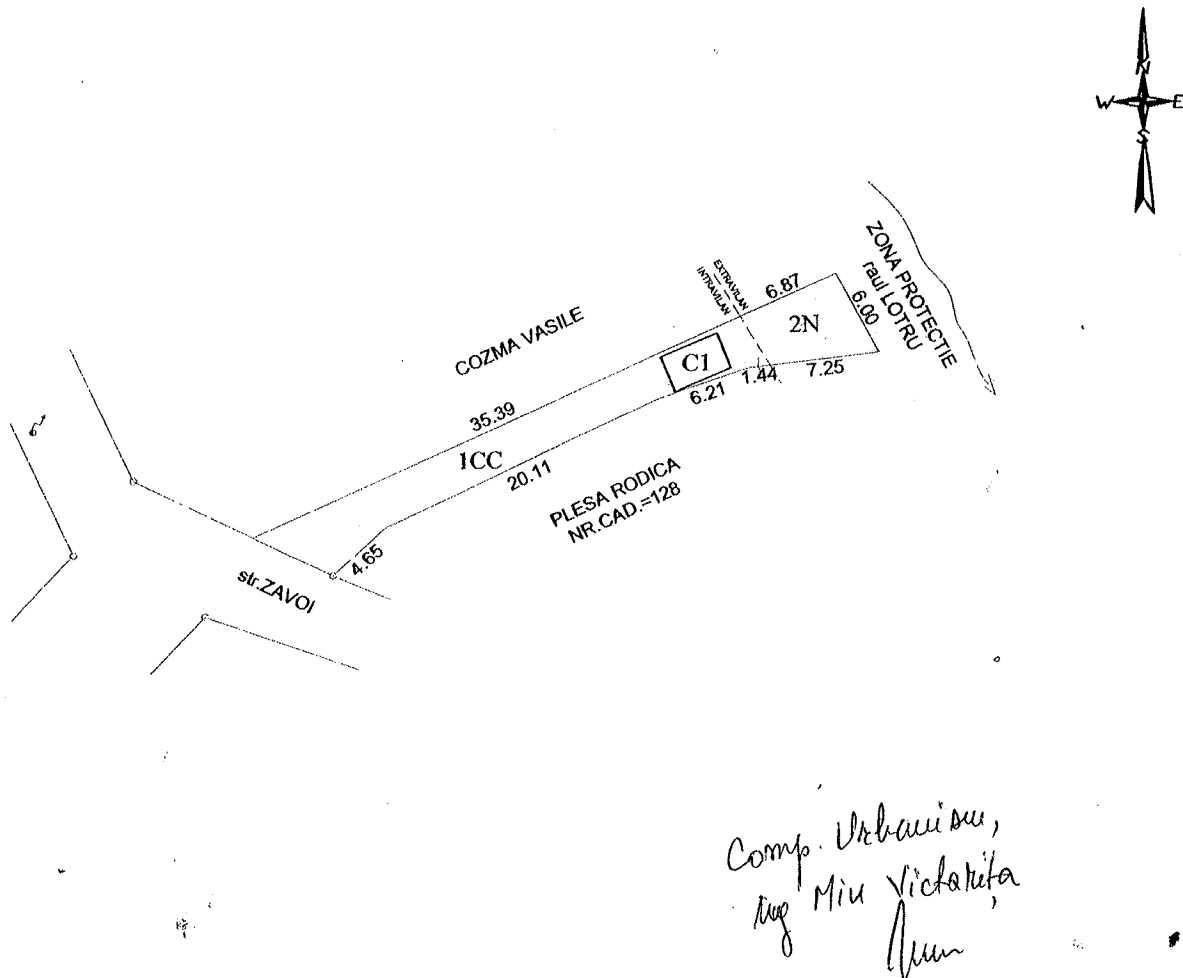 N
W E
S
ZONA PROTECTIE
raul LOTRU
EXTRAVILAN
INTRAVILAN
6.87
6.00
2N
COZMA VASILE
C1
1.44
7.25
6.21
35.39
1CC
20.11
PLESA RODICA
NR.CAD.=128
4.65
str.ZAVOI
Comp. Urbanism,
ing Miu Victorița